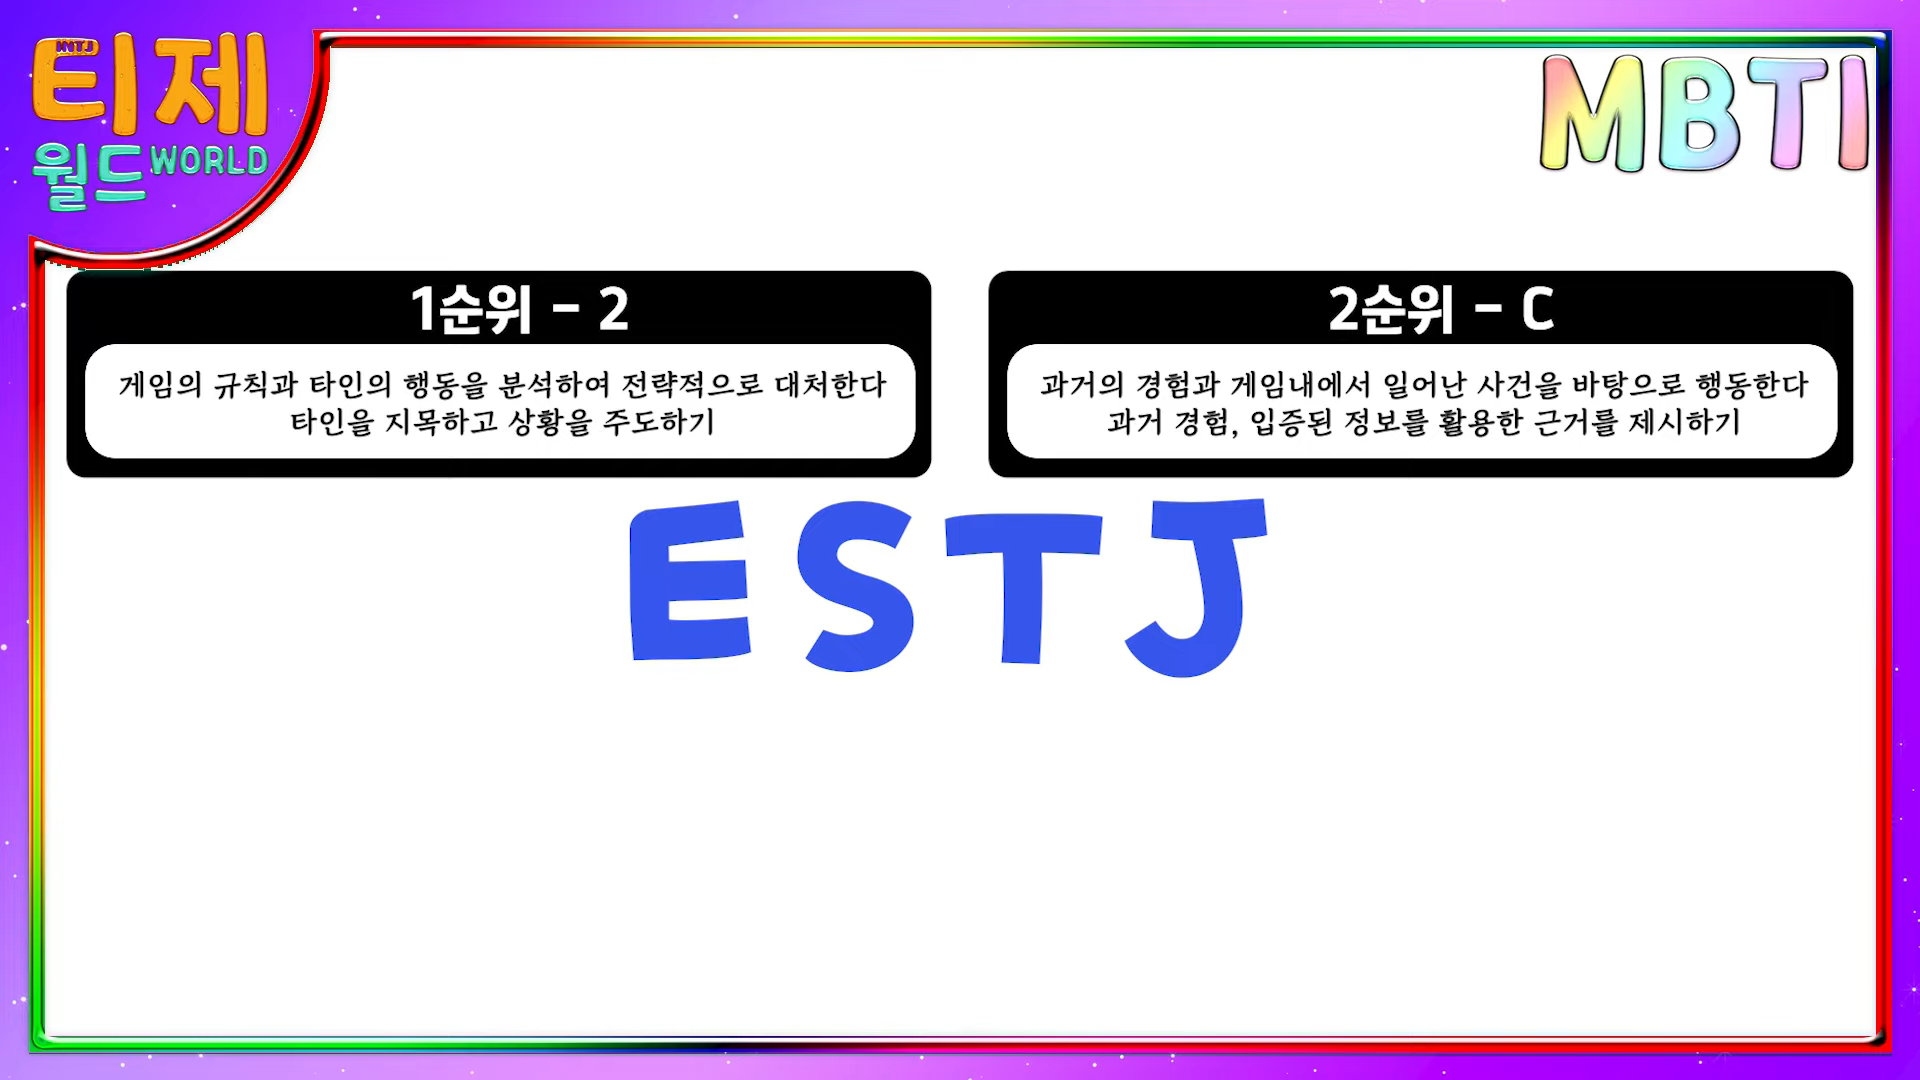 INTJ
티제
월드 WORLD
MBTI
1순위 - 2
게임의 규칙과 타인의 행동을 분석하여 전략적으로 대처한다
타인을 지목하고 상황을 주도하기
2순위 - C
과거의 경험과 게임내에서 일어난 사건을 바탕으로 행동한다
과거 경험, 입증된 정보를 활용한 근거를 제시하기
ESTJ